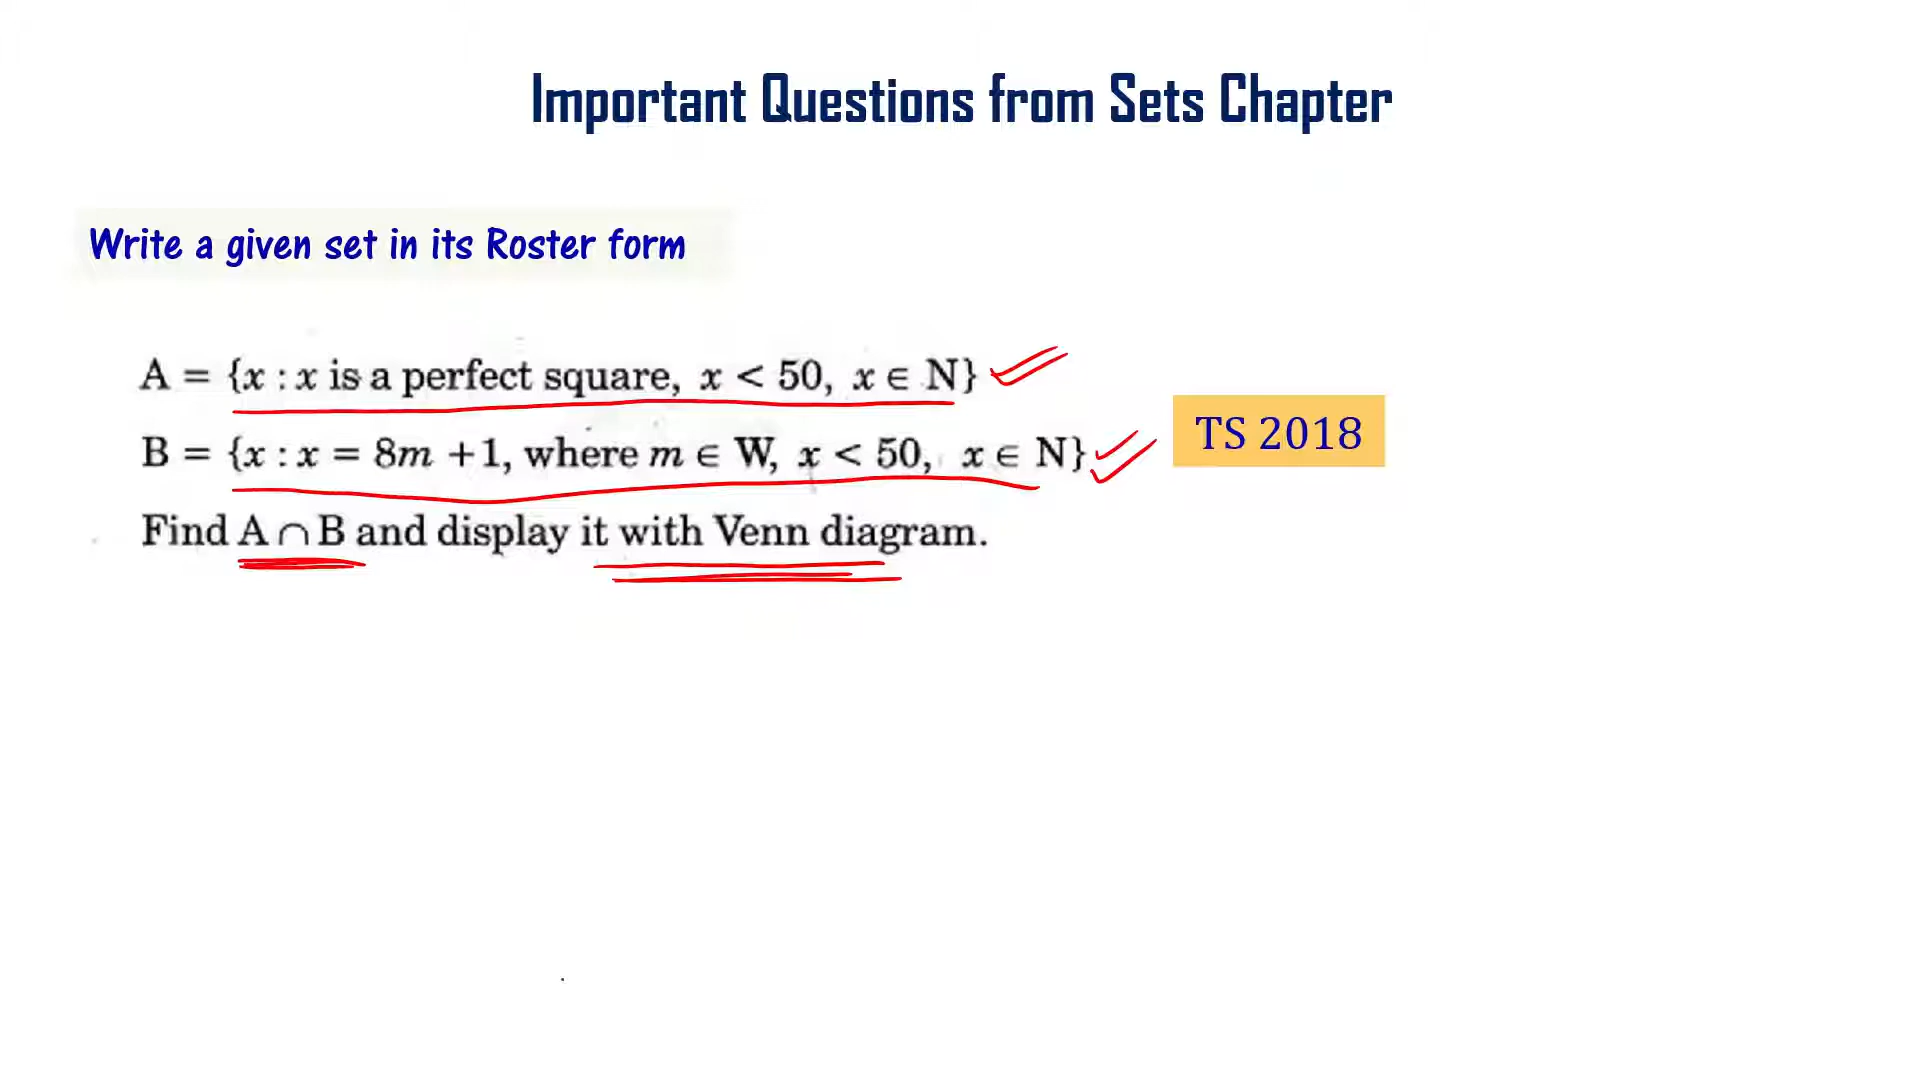 Important Questions from Sets Chapter
Write a given set in its Roster form
A = {x : x is a perfect square, x < 50, x ∈ N}
B = {x : x = 8m +1, where m ∈ W, x < 50, x ∈ N}
TS 2018
Find A ∩ B and display it with Venn diagram.